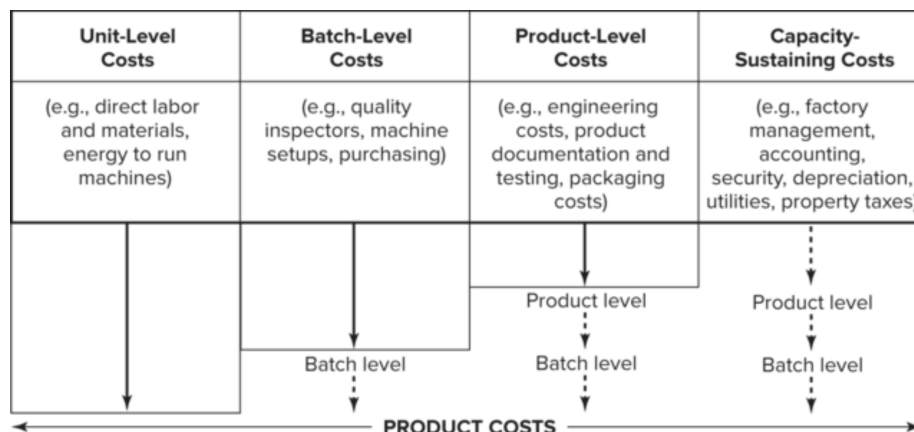 Unit-Level
Costs
Batch-Level
Costs
Product-Level
Costs
Capacity-
Sustaining Costs
(e.g., direct labor
and materials,
energy to run
machines)
(e.g., quality
inspectors, machine
setups, purchasing)
(e.g., engineering
costs, product
documentation and
testing, packaging
costs)
(e.g., factory
management,
accounting,
security, depreciation,
utilities, property taxes)
Product level
Product level
Batch level
Batch level
Batch level
PRODUCT COSTS